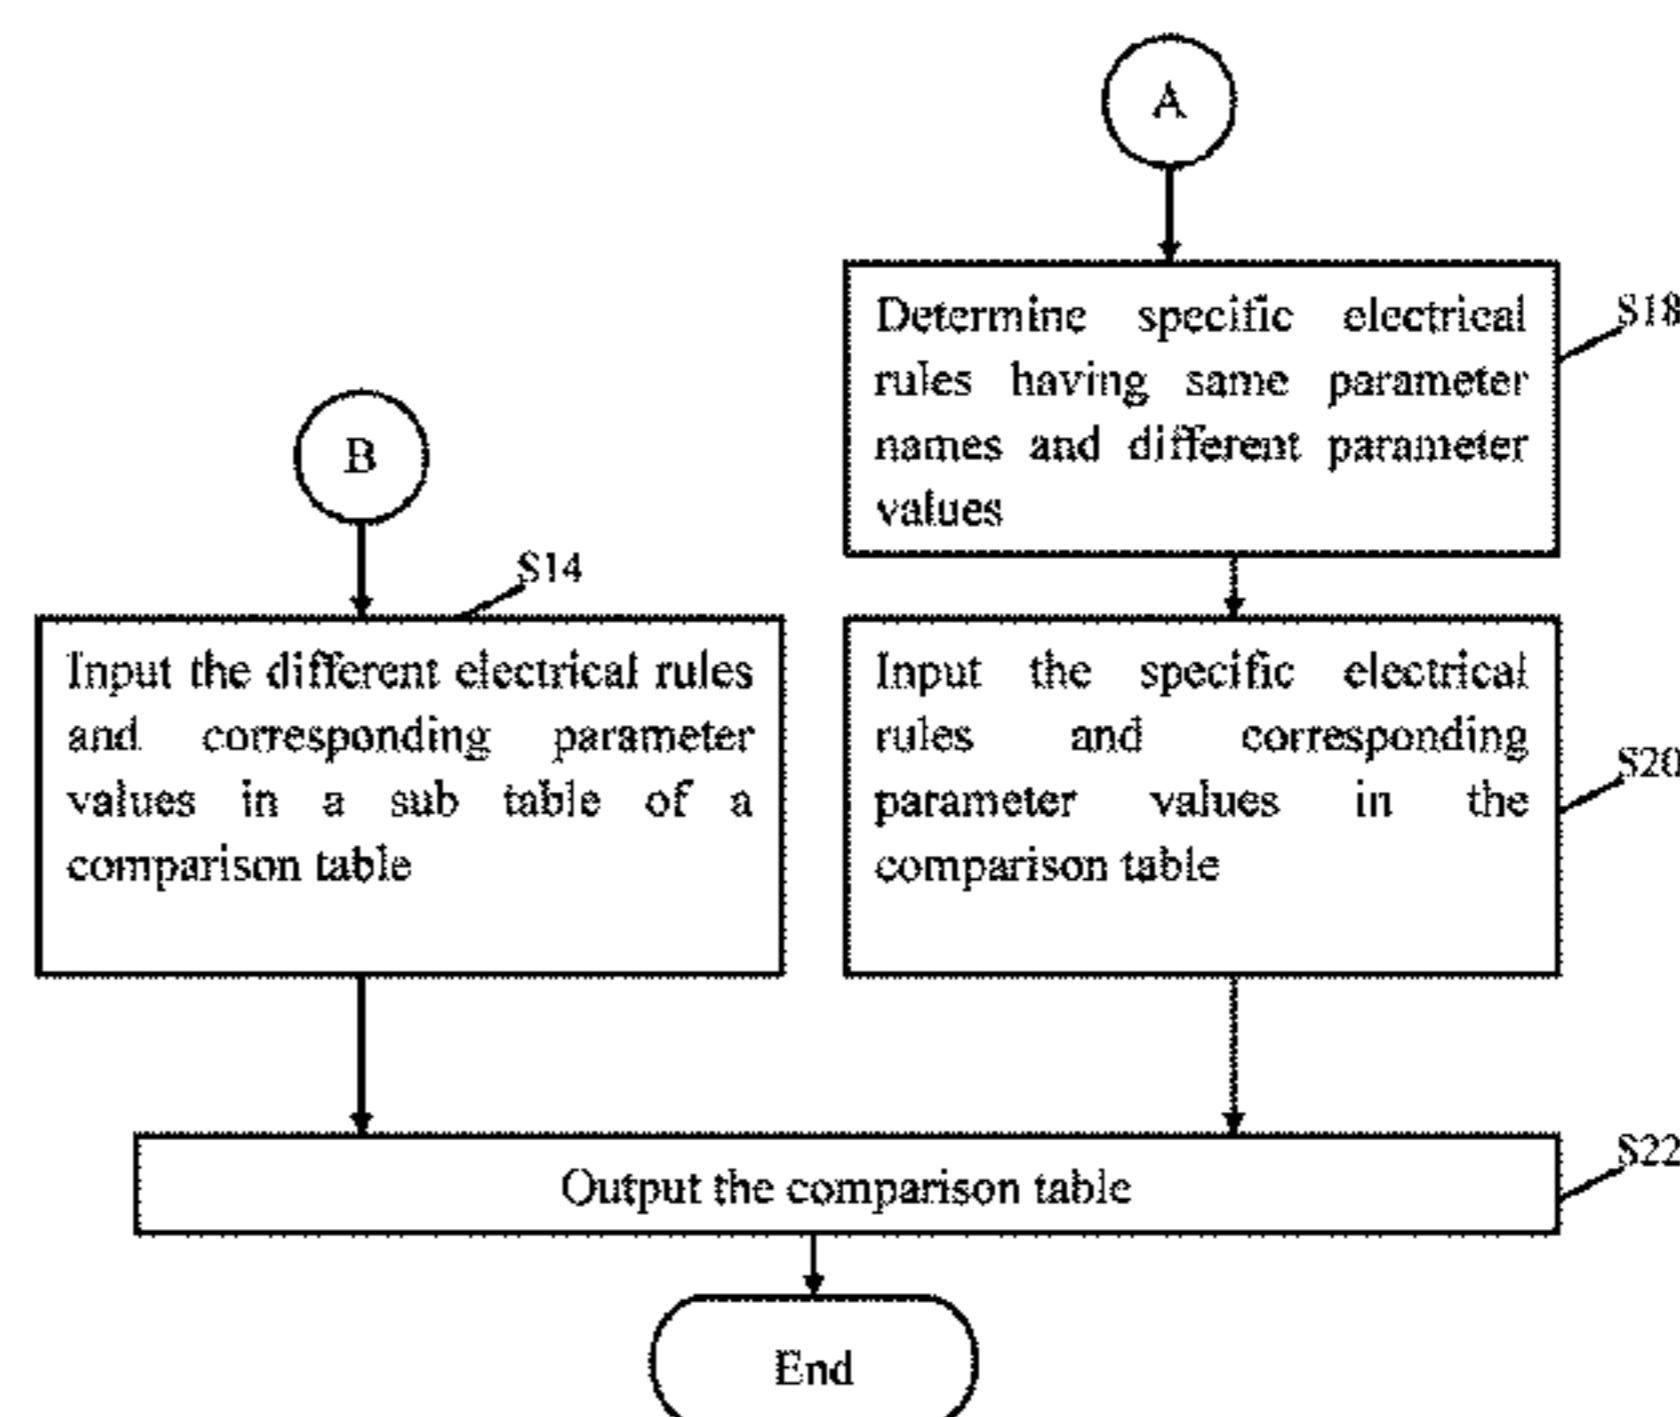 A
Determine specific electrical
rules having same parameter
names and different parameter
values
S18
B
S14
Input the different electrical rules
and corresponding parameter
values in a sub table of a
comparison table
Input the specific electrical
rules and corresponding
parameter values in the
comparison table
S20
Output the comparison table
S22
End